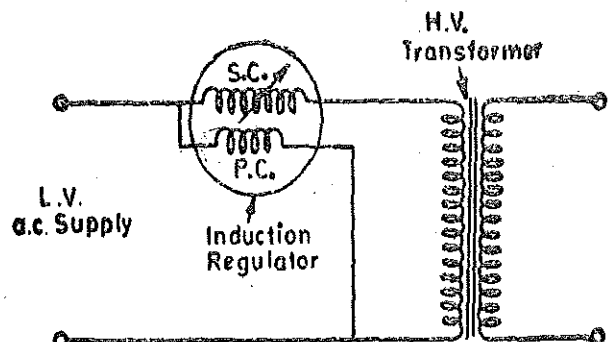 H.V.
Transformer
S.C.
P.C.
L.V.
a.c. Supply
Induction
Regulator